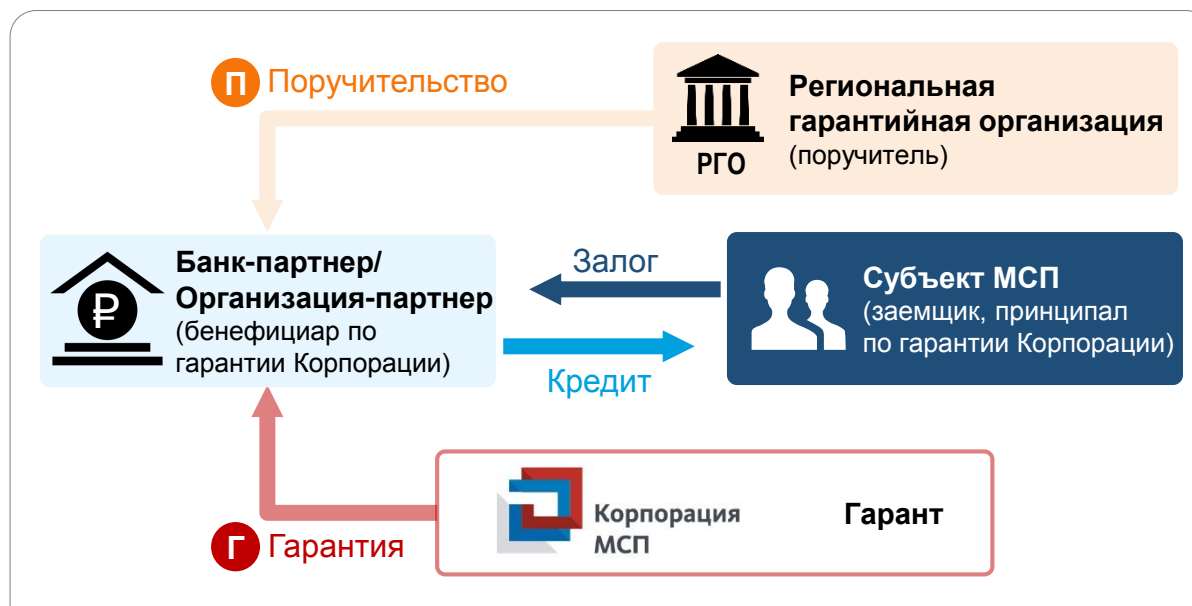 П Поручительство
Региональная
гарантийная организация
(поручитель)
РГО
Банк-партнер/
Организация-партнер
(бенефициар по
гарантии Корпорации)
₽
Залог
Кредит
Субъект МСП
(заемщик, принципал
по гарантии Корпорации)
Г Гарантия
Корпорация
МСП
Гарант